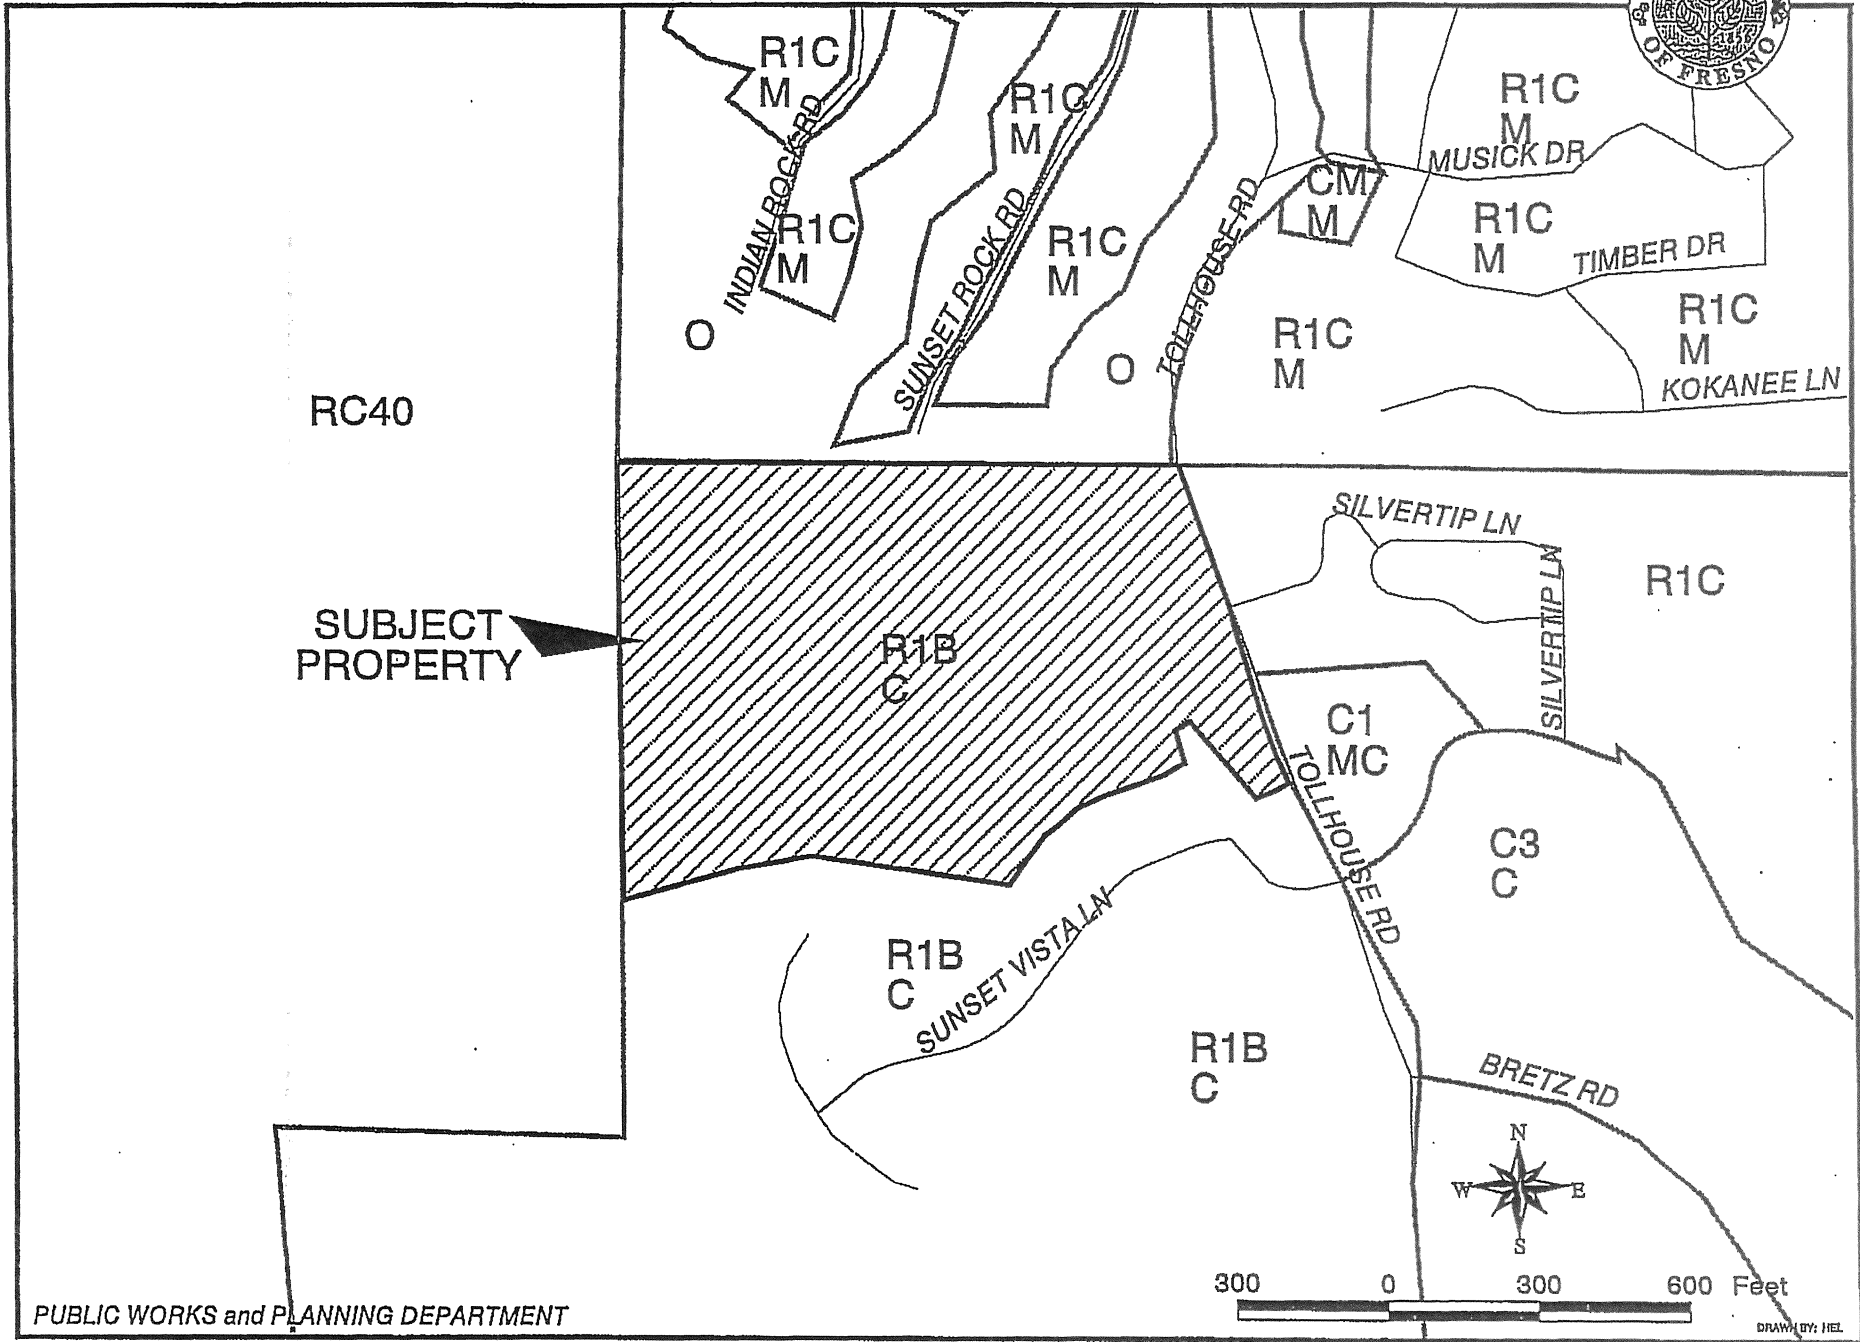 OF FRESNO
1856
R1C
M
R1C
M
R1C
M
MUSICK DR
INDIAN ROCK RD
R1C
M
SUNSET ROCK RD
R1C
M
TOLLHOUSE RD
CM
M
R1C
M
TIMBER DR
O
O
R1C
M
R1C
M
KOKANEE LN
RC40
SILVERTIP LN
SILVERTIP LN
R1C
SUBJECT
PROPERTY
R1B
C
C1
MC
TOLLHOUSE RD
C3
C
R1B
C
SUNSET VISTA LN
R1B
C
BRETZ RD
N
W
E
S
300 0 300 600 Feet
PUBLIC WORKS and PLANNING DEPARTMENT
DRAWN BY: HEL